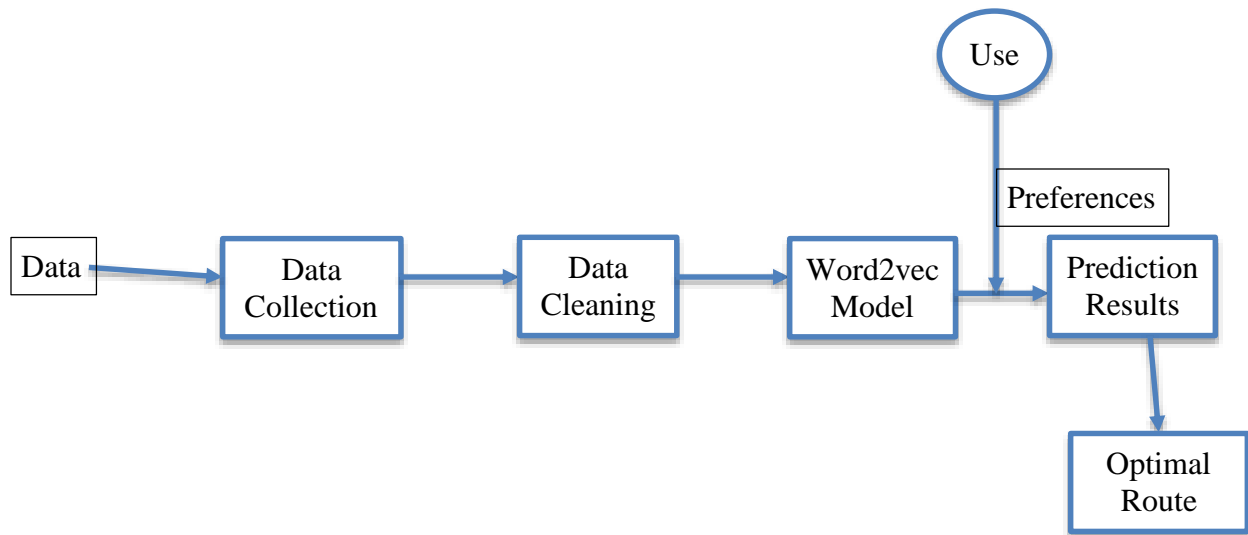 Use
Preferences
Data
Data
Collection
Data
Cleaning
Word2vec
Model
Prediction
Results
Optimal
Route